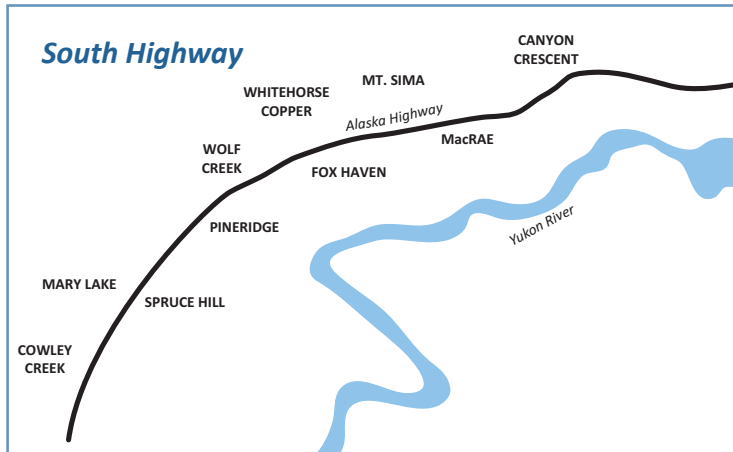 South Highway
CANYON
CRESCENT
MT. SIMA
WHITEHORSE
COPPER
Alaska Highway
MacRAE
WOLF
CREEK
FOX HAVEN
PINERIDGE
Yukon River
MARY LAKE
SPRUCE HILL
COWLEY
CREEK